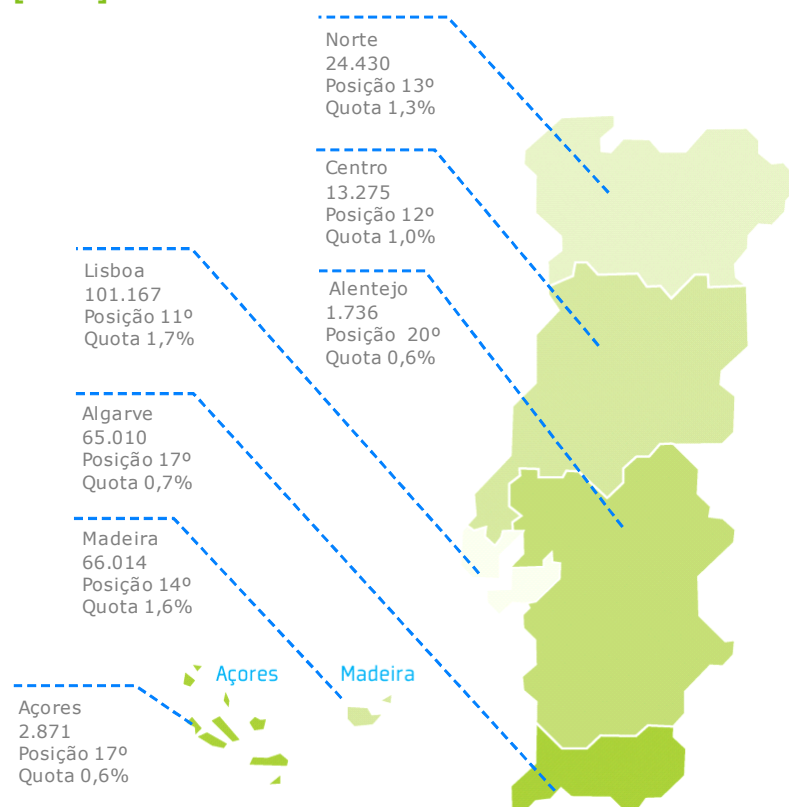 Norte
24.430
Posição 13º
Quota 1,3%
Centro
13.275
Posição 12º
Quota 1,0%
Lisboa
101.167
Posição 11º
Quota 1,7%
Alentejo
1.736
Posição 20º
Quota 0,6%
Algarve
65.010
Posição 17º
Quota 0,7%
Madeira
66.014
Posição 14º
Quota 1,6%
Açores
Madeira
Açores
2.871
Posição 17º
Quota 0,6%